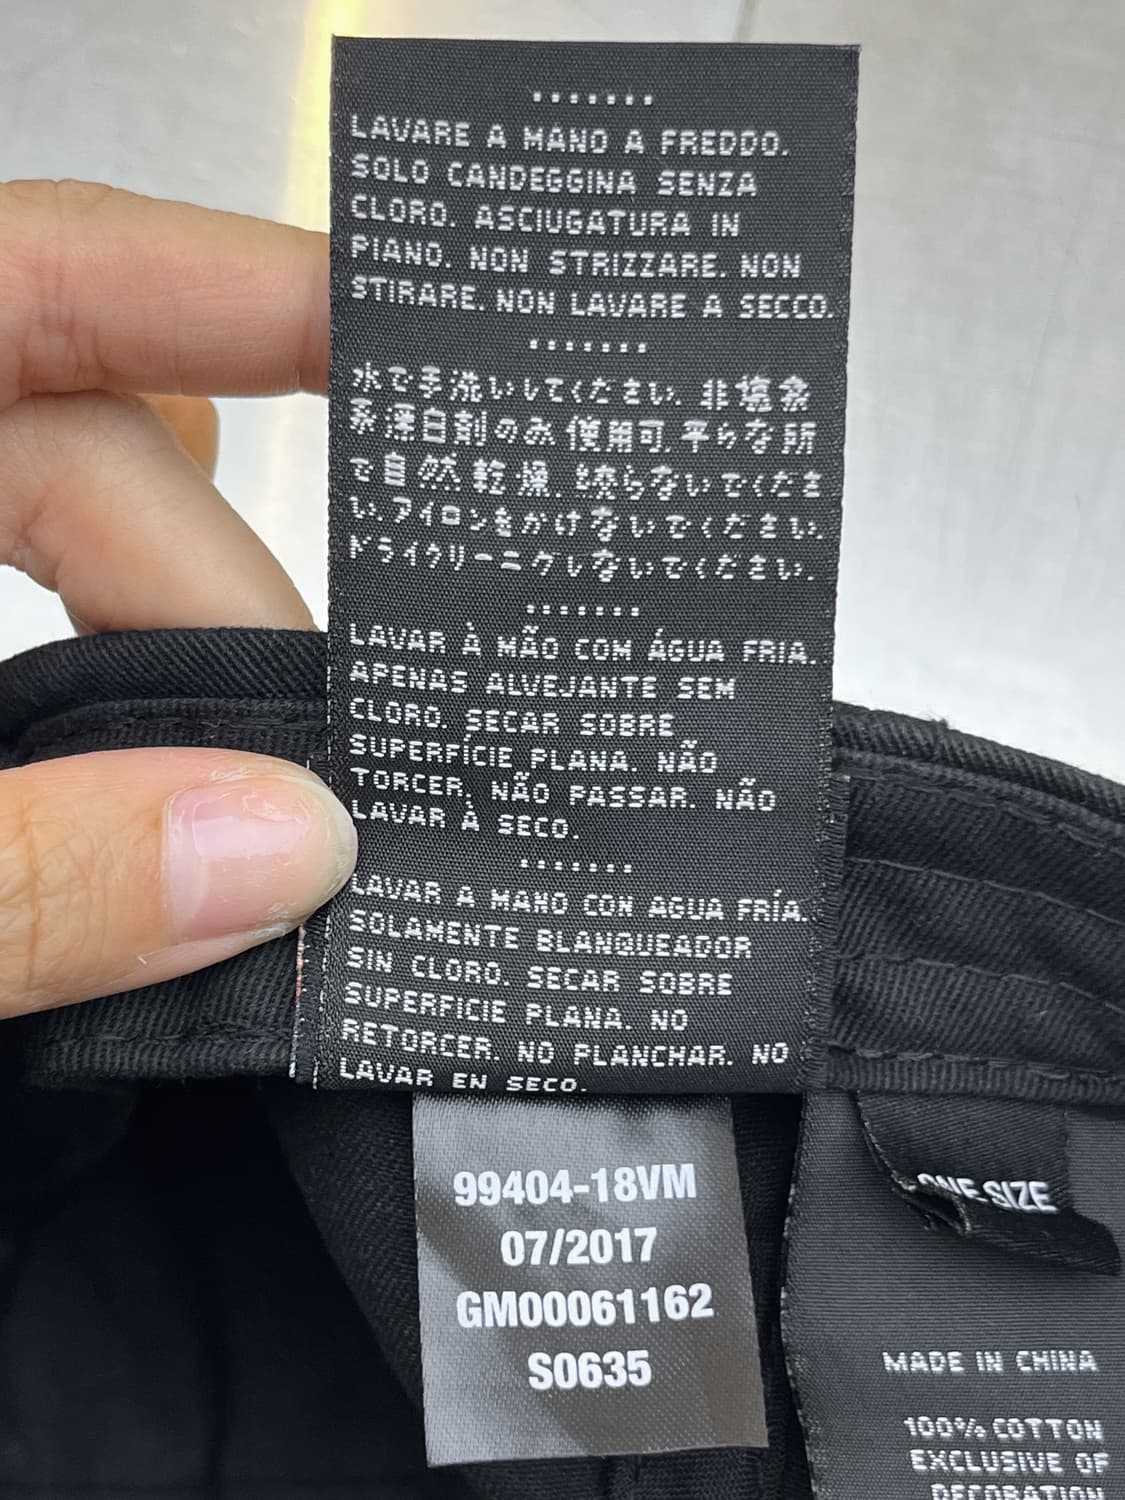 LAVARE A MANO A FREDDO.
SOLO CANDEGGINA SENZA
CLORO. ASCIUGATURA IN
PIANO. NON STRIZZARE. NON
STIRARE. NON LAVARE A SECCO.
水で手洗いしてください. 非塩素
系漂白剤のみ使用可. 平らな所
で自然乾燥. 絞らないでくださ
い. アイロンをかけないでください.
ドライクリーニグしないでください.
LAVAR À MÃO COM ÁGUA FRIA.
APENAS ALVEJANTE SEM
CLORO. SECAR SOBRE
SUPERFÍCIE PLANA. NÃO
TORCER. NÃO PASSAR. NÃO
LAVAR À SECO.
LAVAR A MANO CON AGUA FRÍA.
SOLAMENTE BLANQUEADOR
SIN CLORO. SECAR SOBRE
SUPERFICIE PLANA. NO
RETORCER. NO PLANCHAR. NO
LAVAR EN SECO.
99404-18VM
07/2017
GM00061162
S0635
ONE SIZE
MADE IN CHINA
100% COTTON
EXCLUSIVE OF
DECORATION